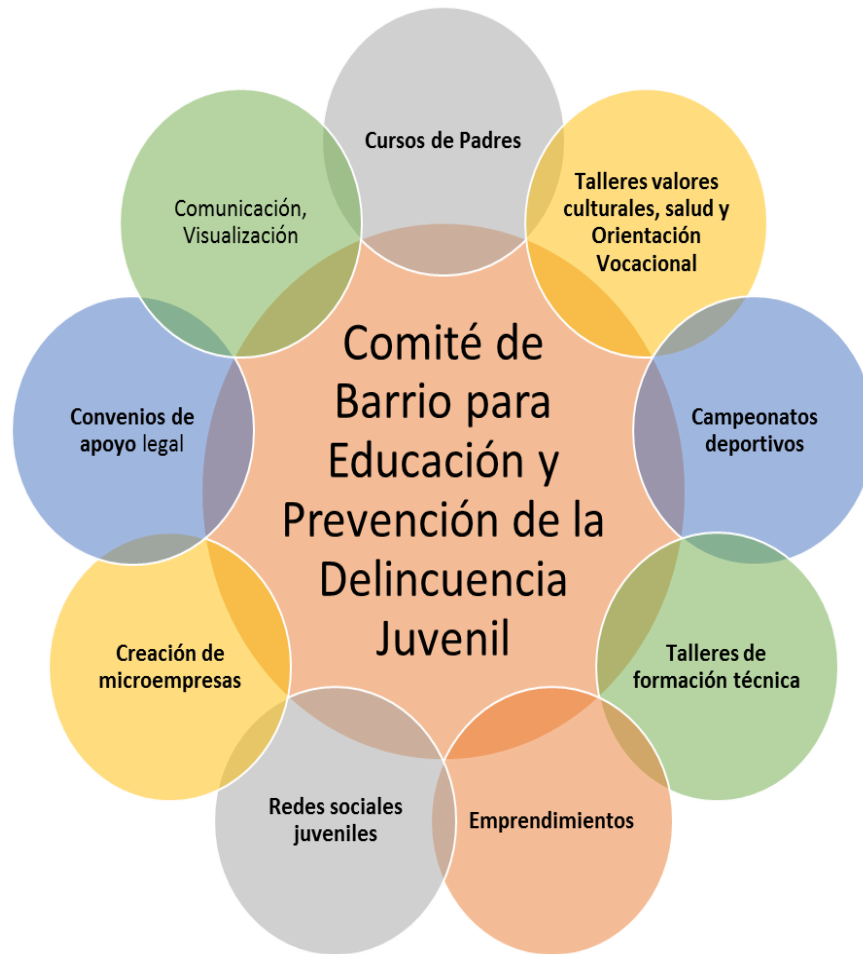 Cursos de Padres
Talleres valores
culturales, salud y
Orientación
Vocacional
Comunicación,
Visualización
Comité de
Barrio para
Educación y
Prevención de la
Delincuencia
Juvenil
Convenios de
apoyo legal
Campeonatos
deportivos
Creación de
microempresas
Talleres de
formación técnica
Redes sociales
juveniles
Emprendimientos